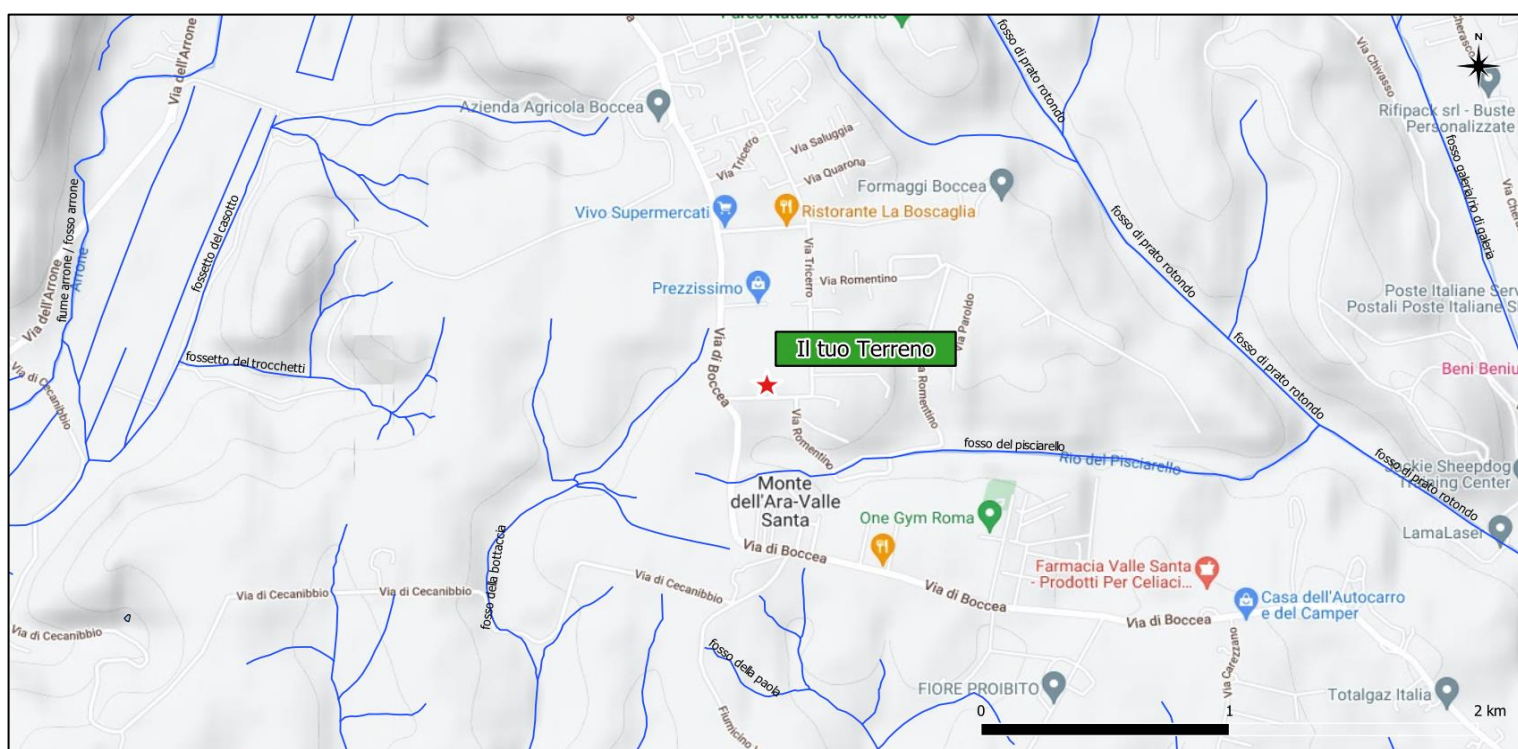 Parco Natura VoloAlto
N
Via dell'Arrone
Azienda Agricola Boccea
Via Saluggia
Via Tricerro
Via Quarona
fosso di prato rotondo
Via Chivasso
Rifipack srl - Buste
Personalizzate
Formaggi Boccea
Vivo Supermercati
Ristorante La Boscaglia
fiume arrone / fosso arrone
Arrone
fossetto del casotto
Via dell'Arrone
Via Tricerro
Via Romentino
Prezzissimo
fosso di prato rotondo
fosso galeria/rio di galeria
Poste Italiane
Postali Poste Italiane
Via di Boccea
Il tuo Terreno
Via Paroldo
fossetto del trocchetti
Via di Cecanibbio
fosso di prato rotondo
Beni
Via Romentino
Romentino
fosso del pisciarello
Rio del Pisciarello
fosso di prato rotondo
Sheepdog
Training Center
Monte
dell'Ara-Valle
Santa
One Gym Roma
LamaLaser
Via di Boccea
fosso della bottaccia
Via di Cecanibbio
Via di Cecanibbio
Via di Cecanibbio
Via di Boccea
Farmacia Valle Santa
- Prodotti Per Celiaci...
Casa dell'Autocarro
e del Camper
Via di Boccea
Via di Cecanibbio
fosso della paola
Via Carezzano
FIORE PROIBITO
Totalgaz Italia
Fiumicino
0 1 2 km